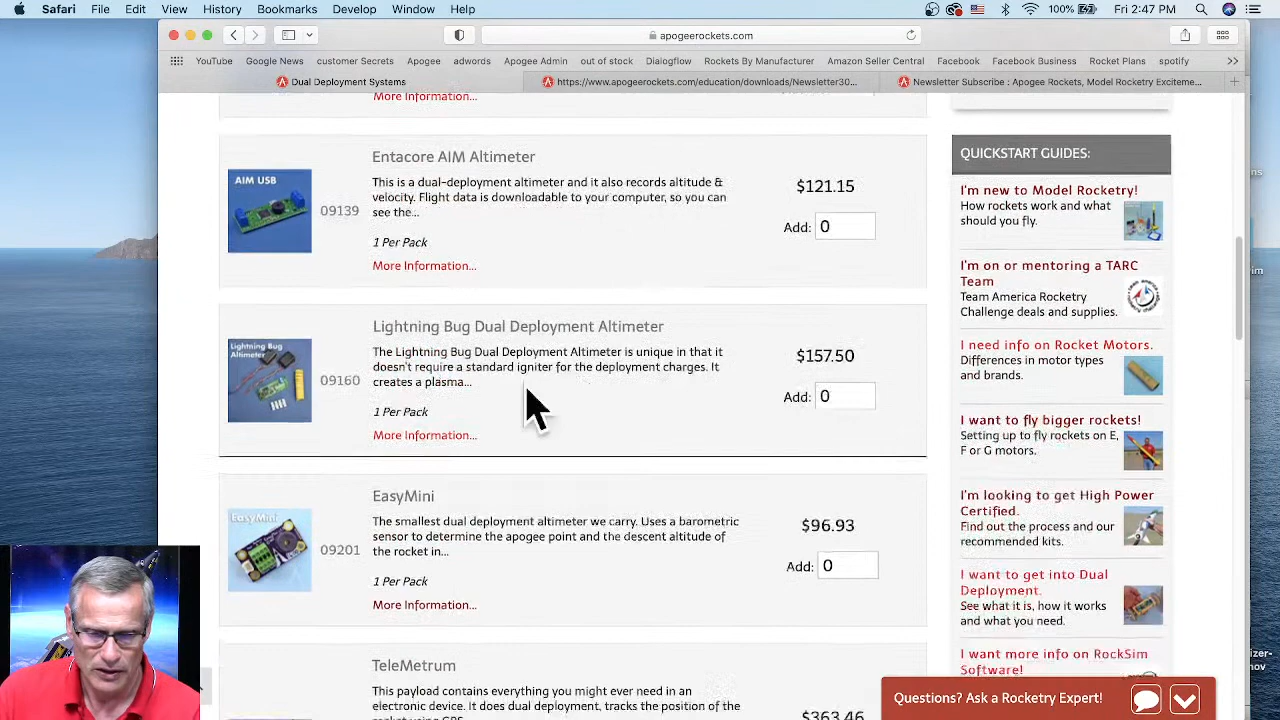 Safari File Edit View History Bookmarks Develop Window Help
100% Fri 2:47 PM
apogeerockets.com
YouTube Google News customer Secrets Apogee adwords Apogee Admin out of stock Dialogflow Rockets By Manufacturer Amazon Seller Central Facebook Facebook Business Rocket Plans spotify
Dual Deployment Systems
https://www.apogeerockets.com/education/downloads/Newsletter30...
Newsletter Subscribe : Apogee Rockets, Model Rocketry Exciteme...
More Information...
Entacore AIM Altimeter
AIM USB
09139
This is a dual-deployment altimeter and it also records altitude &
velocity. Flight data is downloadable to your computer, so you can
see the...
1 Per Pack
More Information...
$121.15
Add: 0
Lightning Bug Dual Deployment Altimeter
Lightning Bug
Altimeter
09160
The Lightning Bug Dual Deployment Altimeter is unique in that it
doesn't require a standard igniter for the deployment charges. It
creates a plasma...
1 Per Pack
More Information...
$157.50
Add: 0
EasyMini
EasyMini
09201
The smallest dual deployment altimeter we carry. Uses a barometric
sensor to determine the apogee point and the descent altitude of
the rocket in...
1 Per Pack
More Information...
$96.93
Add: 0
TeleMetrum
This payload contains everything you might ever need in an
electronic device. It does dual deployment, tracks the position of the
QUICKSTART GUIDES:
I'm new to Model Rocketry!
How rockets work and what
should you fly.
I'm on or mentoring a TARC
Team
Team America Rocketry
Challenge deals and supplies.
I need info on Rocket Motors.
Differences in motor types
and brands.
I want to fly bigger rockets!
Setting up to fly rockets on E,
F or G motors.
I'm looking to get High Power
Certified.
Find out the process and our
recommended kits.
I want to get into Dual
Deployment.
See what it is, how it works
and what you need.
I want more info on RockSim
Software!
Questions? Ask a Rocketry Expert!